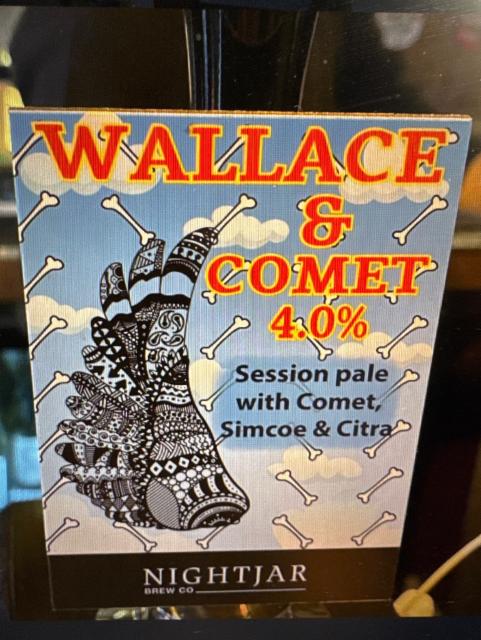 WALLACE
&
COMET
4.0%
Session pale
with Comet,
Simcoe & Citra
NIGHTJAR
BREW CO